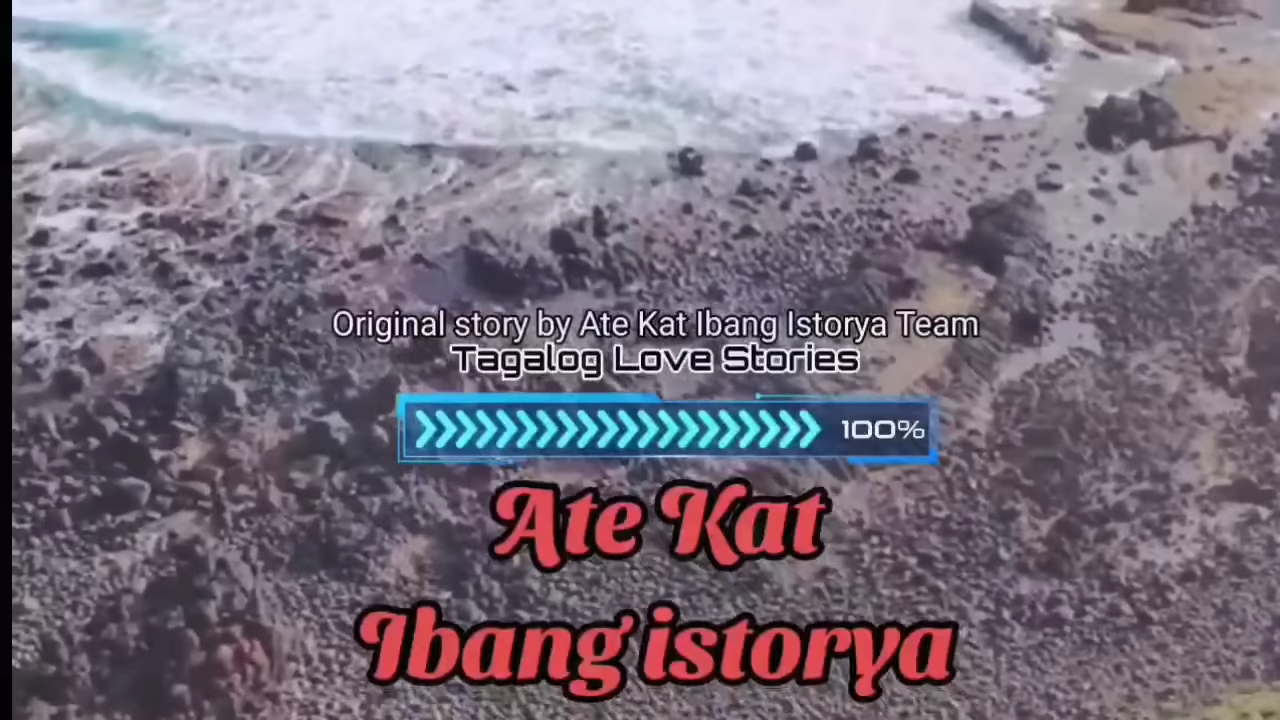 Original story by Ate Kat Ibang Istorya Team
Tagalog Love Stories
100%
Ate Kat
Ibang istorya